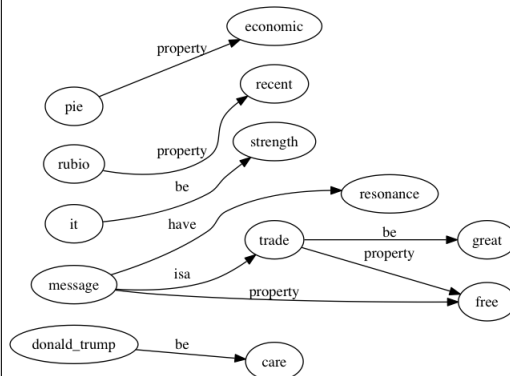 economic
property
pie
recent
property
rubio
strength
be
it
resonance
have
trade
be
great
property
isa
message
property
free
donald_trump
be
care